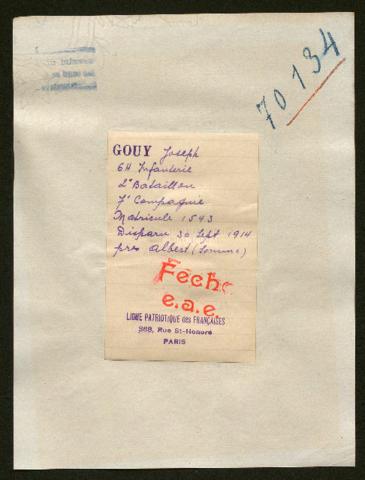 70134
GOUY Joseph
64 Infanterie
2e Bataillon
7e Compagnie
Matricule 1543
Disparu 30 Sept 1914
près Albert (Somme)
Fiche
e.a.e.
LIGUE PATRIOTIQUE des FRANÇAISES
368, Rue St-Honoré
PARIS